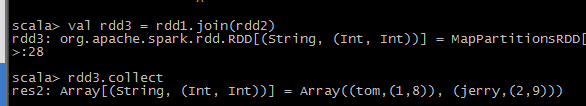 scala> val rdd3 = rdd1.join(rdd2)
rdd3: org.apache.spark.rdd.RDD[(String, (Int, Int))] = MapPartitionsRDD[
>:28
scala> rdd3.collect
res2: Array[(String, (Int, Int))] = Array((tom,(1,8)), (jerry,(2,9)))